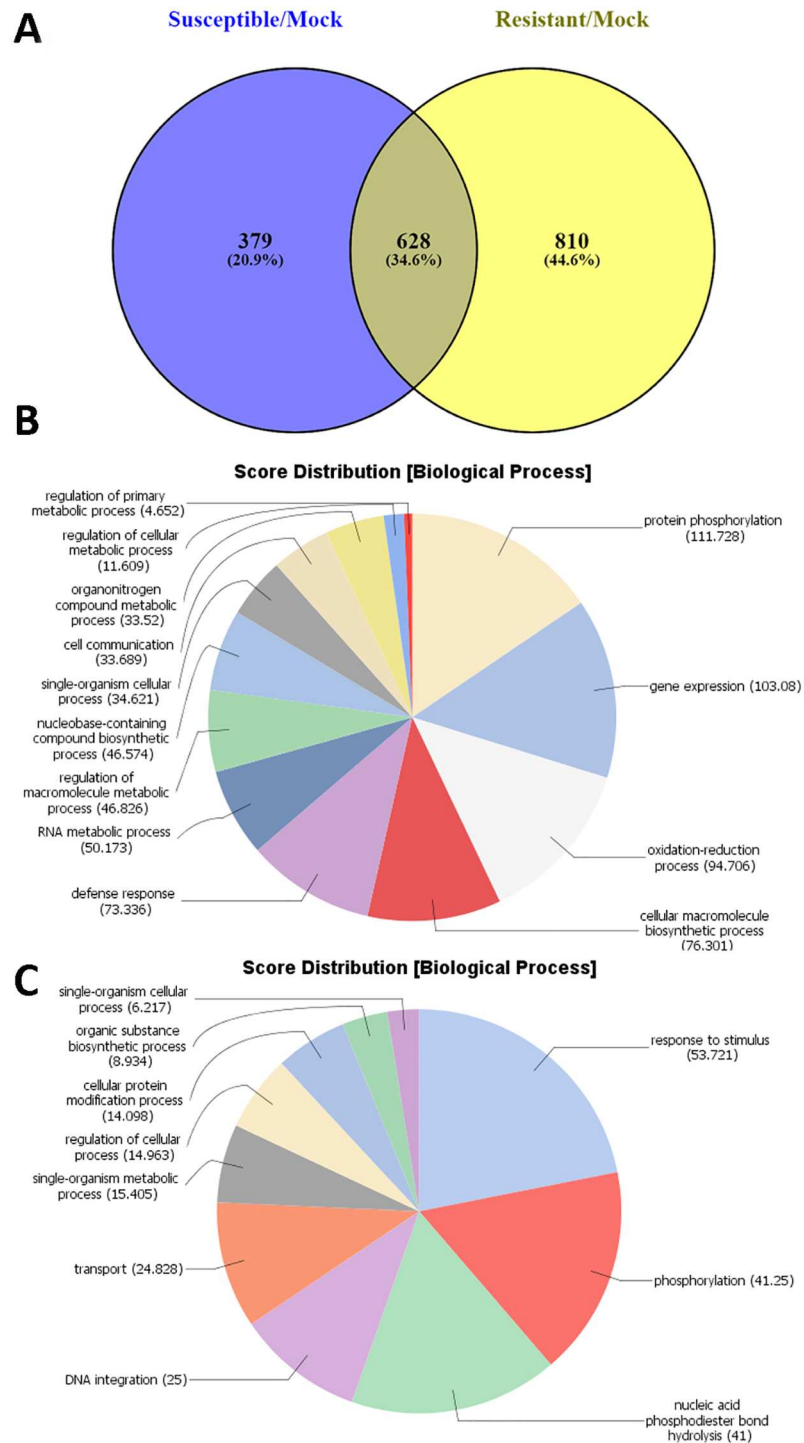 A
Susceptible/Mock
Resistant/Mock
379
(20.9%)
628
(34.6%)
810
(44.6%)
B
Score Distribution [Biological Process]
regulation of primary
metabolic process (4.652)
regulation of cellular
metabolic process
(11.609)
organonitrogen
compound metabolic
process (33.52)
cell communication
(33.689)
single-organism cellular
process (34.621)
nucleobase-containing
compound biosynthetic
process (46.574)
regulation of
macromolecule metabolic
process (46.826)
RNA metabolic process
(50.173)
defense response
(73.336)
protein phosphorylation
(111.728)
gene expression (103.08)
oxidation-reduction
process (94.706)
cellular macromolecule
biosynthetic process
(76.301)
C
Score Distribution [Biological Process]
single-organism cellular
process (6.217)
organic substance
biosynthetic process
(8.934)
cellular protein
modification process
(14.098)
regulation of cellular
process (14.963)
single-organism metabolic
process (15.405)
transport (24.828)
DNA integration (25)
response to stimulus
(53.721)
phosphorylation (41.25)
nucleic acid
phosphodiester bond
hydrolysis (41)